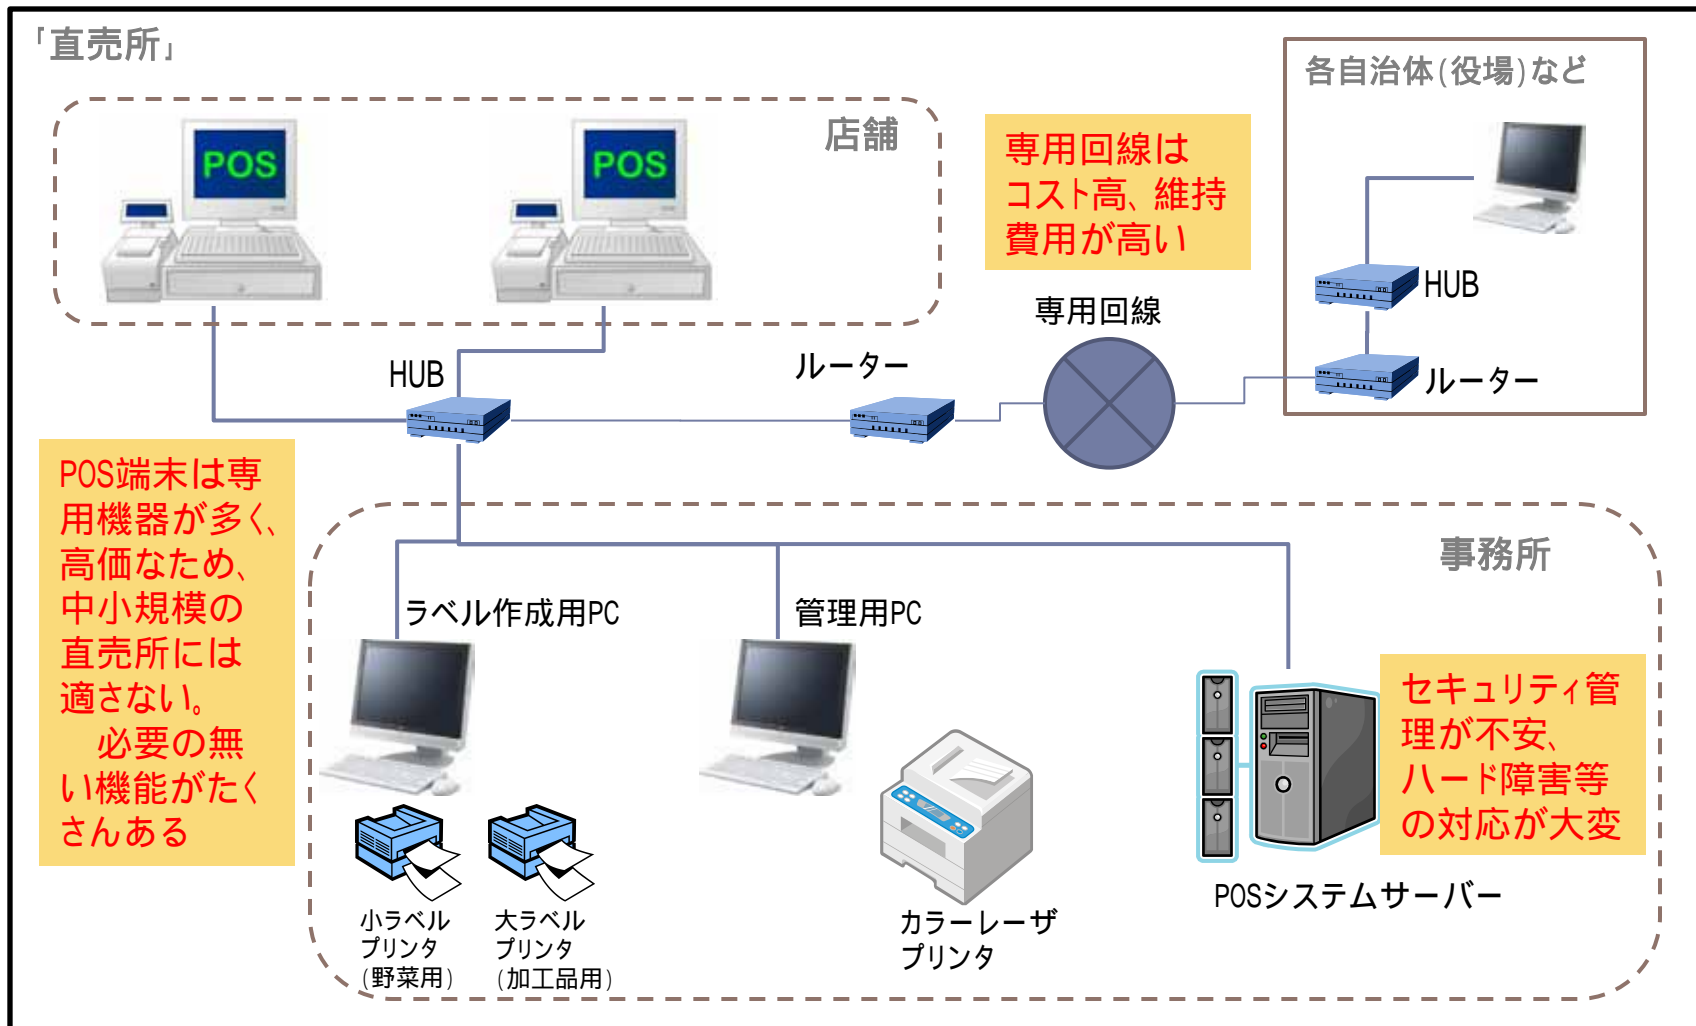 「直売所」
各自治体(役場)など
店舗
POS
POS
専用回線は
コスト高、維持
費用が高い
HUB
専用回線
ルーター
HUB
ルーター
POS端末は専
用機器が多く、
高価なため、
中小規模の
直売所には
適さない。
必要の無
い機能がたく
さんある
事務所
ラベル作成用PC
管理用PC
セキュリティ管
理が不安、
ハード障害等
の対応が大変
POSシステムサーバー
小ラベル
プリンタ
(野菜用)
大ラベル
プリンタ
(加工品用)
カラーレーザ
プリンタ